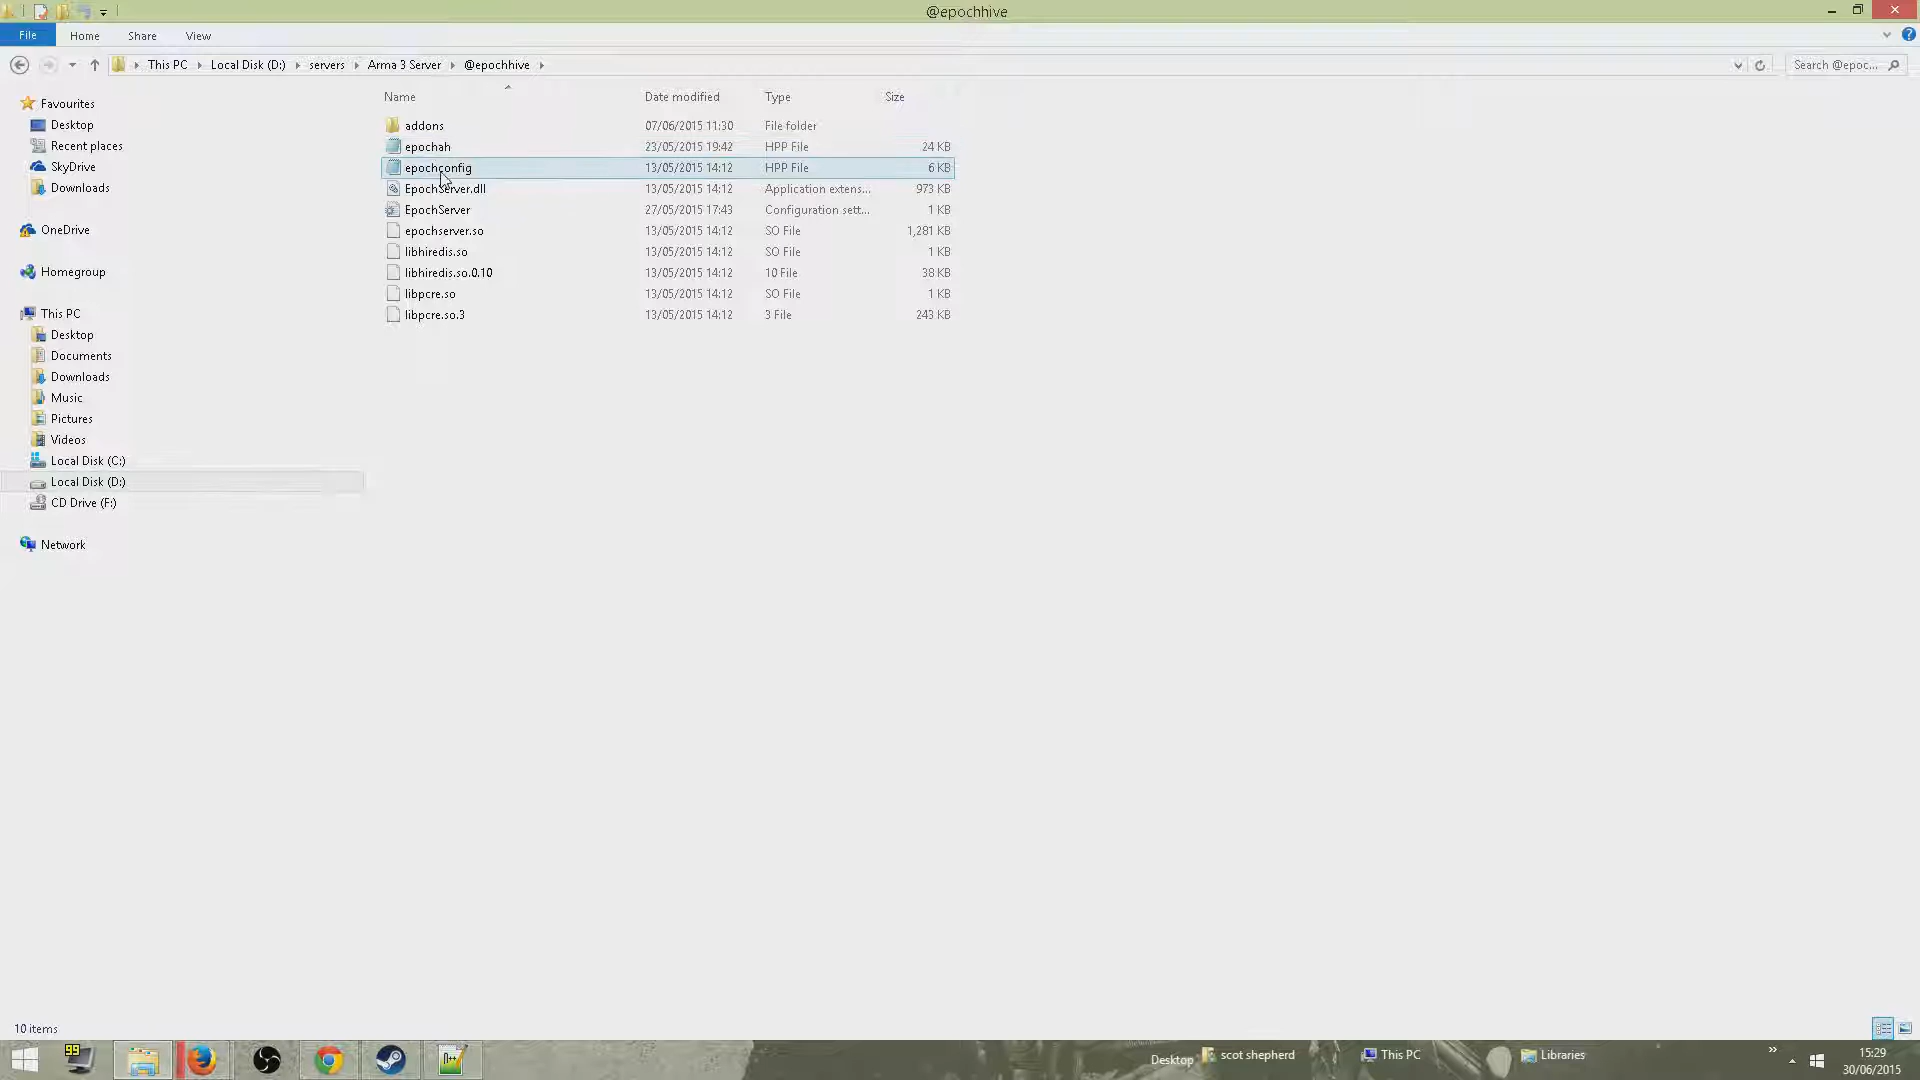 @epochhive
File Home Share View
This PC Local Disk (D:) servers Arma 3 Server @epochhive
Search @epoc...
Name Date modified Type Size
addons 07/06/2015 11:30 File folder
epochah 23/05/2015 19:42 HPP File 24 KB
epochconfig 13/05/2015 14:12 HPP File 6 KB
EpochServer.dll 13/05/2015 14:12 Application extens... 973 KB
EpochServer 27/05/2015 17:43 Configuration sett... 1 KB
epochserver.so 13/05/2015 14:12 SO File 1,281 KB
libhiredis.so 13/05/2015 14:12 SO File 1 KB
libhiredis.so.0.10 13/05/2015 14:12 10 File 38 KB
libpcre.so 13/05/2015 14:12 SO File 1 KB
libpcre.so.3 13/05/2015 14:12 3 File 243 KB
Favourites
Desktop
Recent places
SkyDrive
Downloads
OneDrive
Homegroup
This PC
Desktop
Documents
Downloads
Music
Pictures
Videos
Local Disk (C:)
Local Disk (D:)
CD Drive (F:)
Network
10 items
99
Desktop scot shepherd This PC Libraries
15:29
30/06/2015